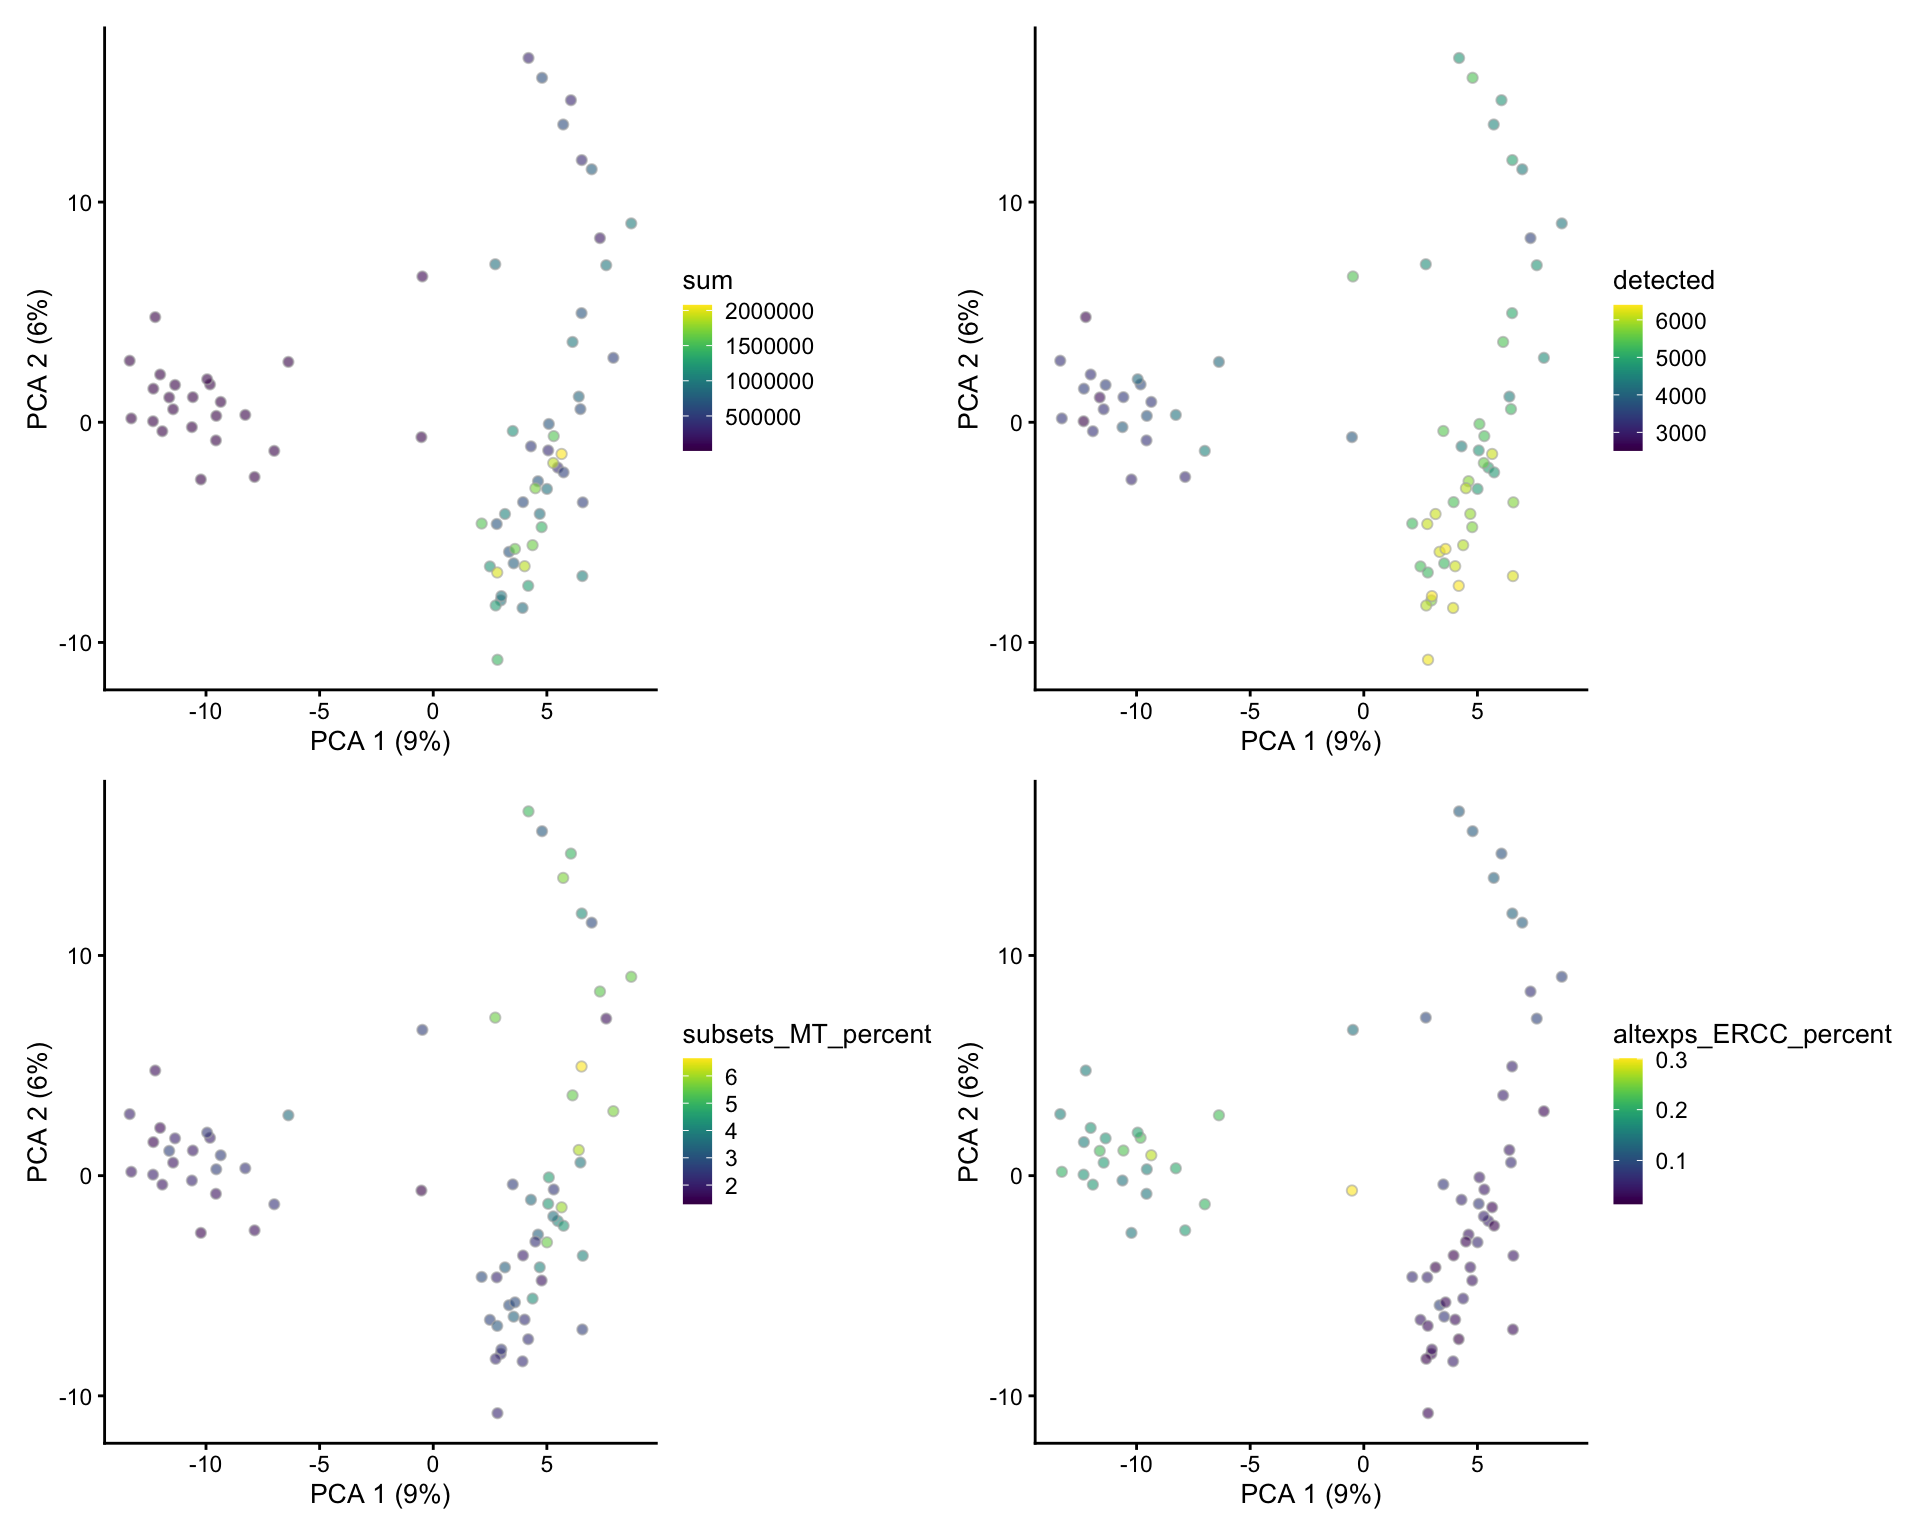 10
0
-10
PCA 2 (6%)
-10 -5 0 5
PCA 1 (9%)
sum
2000000
1500000
1000000
500000
10
0
-10
PCA 2 (6%)
-10 -5 0 5
PCA 1 (9%)
detected
6000
5000
4000
3000
10
0
-10
PCA 2 (6%)
-10 -5 0 5
PCA 1 (9%)
subsets_MT_percent
6
5
4
3
2
10
0
-10
PCA 2 (6%)
-10 -5 0 5
PCA 1 (9%)
altexps_ERCC_percent
0.3
0.2
0.1